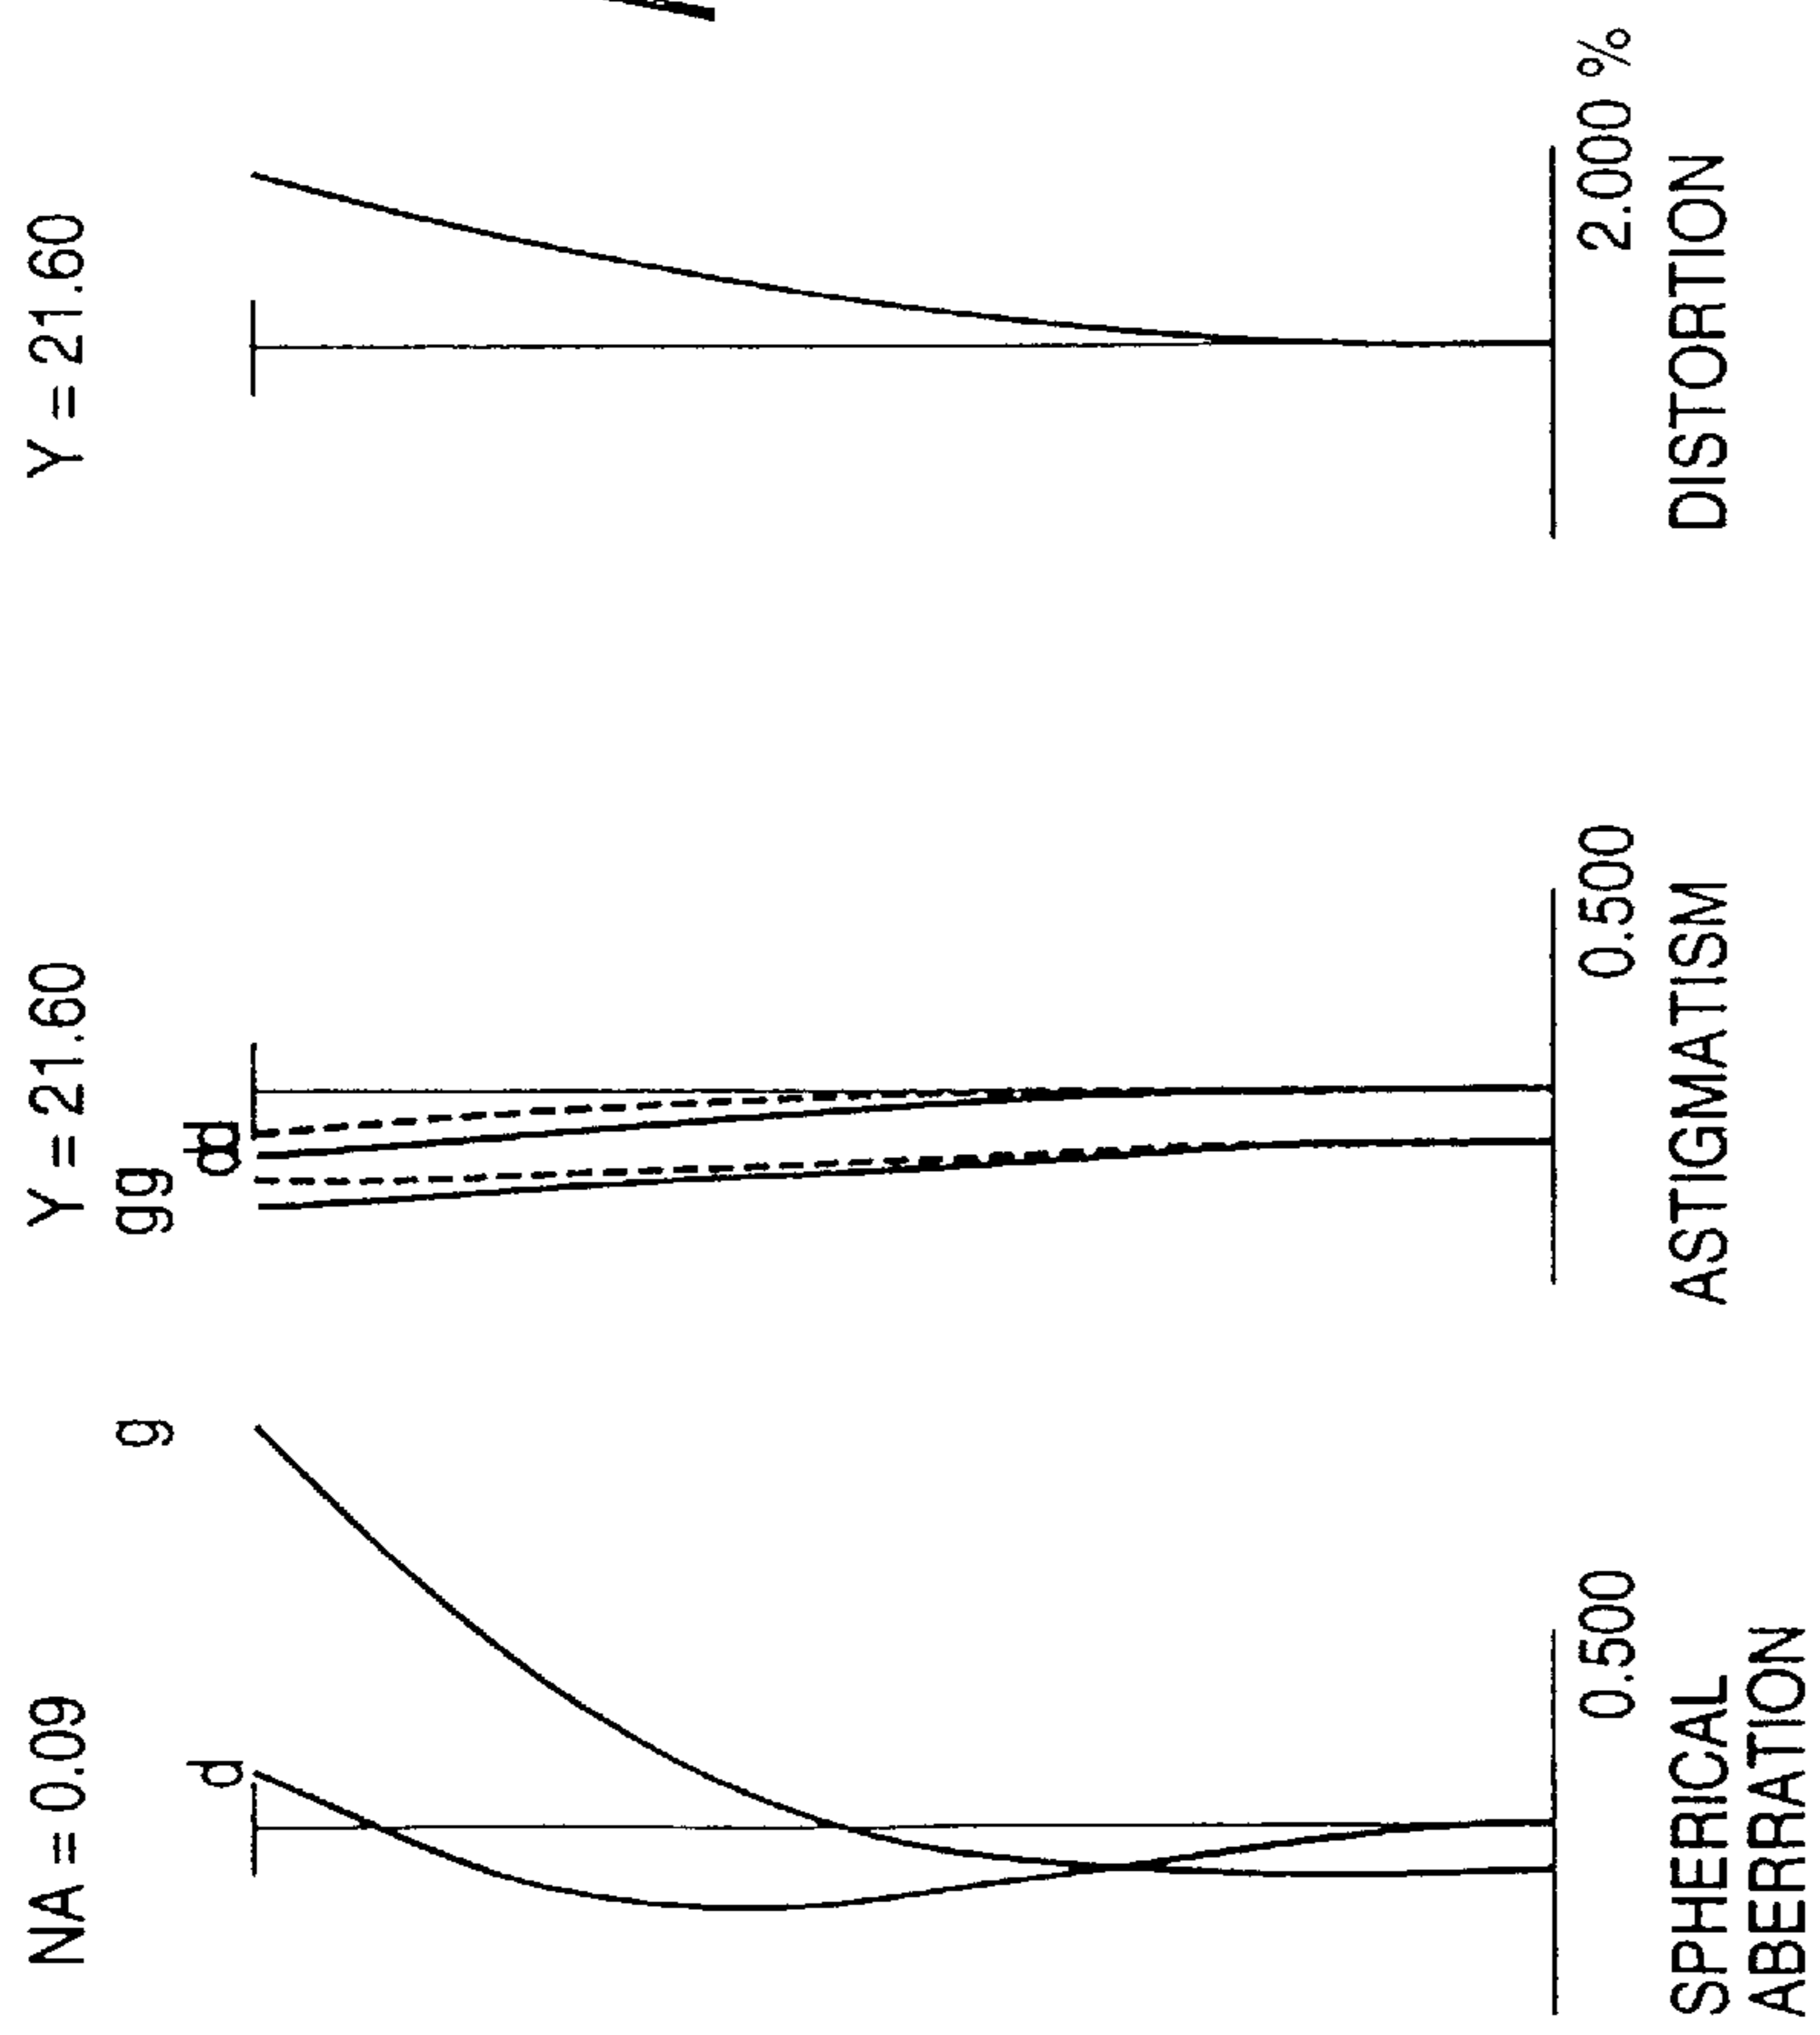 NA = 0.09
d
g
0.500
SPHERICAL
ABERRATION
Y = 21.60
gg
dd
0.500
ASTIGMATISM
Y = 21.60
2.000 %
DISTORTION